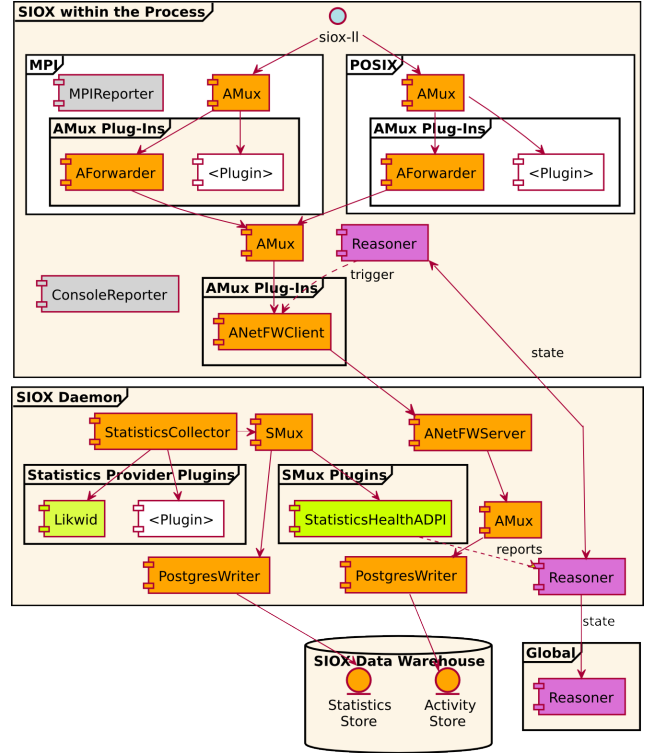 SIOX within the Process
siox-ll
MPI
POSIX
MPIReporter
AMux
AMux
AMux Plug-Ins
AMux Plug-Ins
AForwarder
<Plugin>
AForwarder
<Plugin>
AMux
Reasoner
trigger
ConsoleReporter
AMux Plug-Ins
ANetFWClient
state
SIOX Daemon
StatisticsCollector
SMux
ANetFWServer
Statistics Provider Plugins
SMux Plugins
Likwid
<Plugin>
StatisticsHealthADPI
AMux
reports
PostgresWriter
PostgresWriter
Reasoner
state
SIOX Data Warehouse
Global
Statistics
Store
Activity
Store
Reasoner